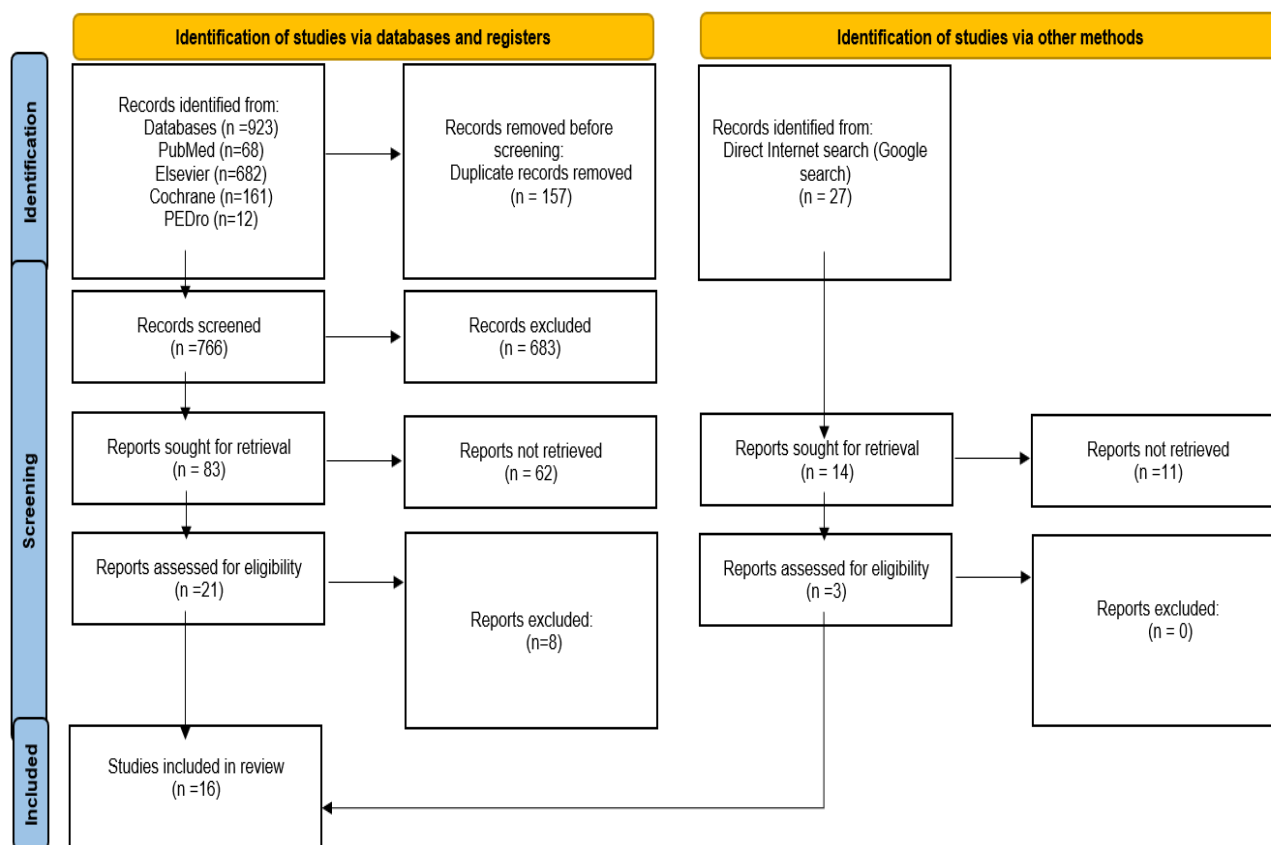 Identification of studies via databases and registers
Identification of studies via other methods
Identification
Records identified from:
Databases (n =923)
PubMed (n=68)
Elsevier (n=682)
Cochrane (n=161)
PEDro (n=12)
Records removed before
screening:
Duplicate records removed
(n = 157)
Records identified from:
Direct Internet search (Google
search)
(n = 27)
Screening
Records screened
(n =766)
Records excluded
(n = 683)
Reports sought for retrieval
(n = 83)
Reports not retrieved
(n = 62)
Reports sought for retrieval
(n = 14)
Reports not retrieved
(n =11)
Reports assessed for eligibility
(n =21)
Reports excluded:
(n=8)
Reports assessed for eligibility
(n =3)
Reports excluded:
(n = 0)
Included
Studies included in review
(n =16)